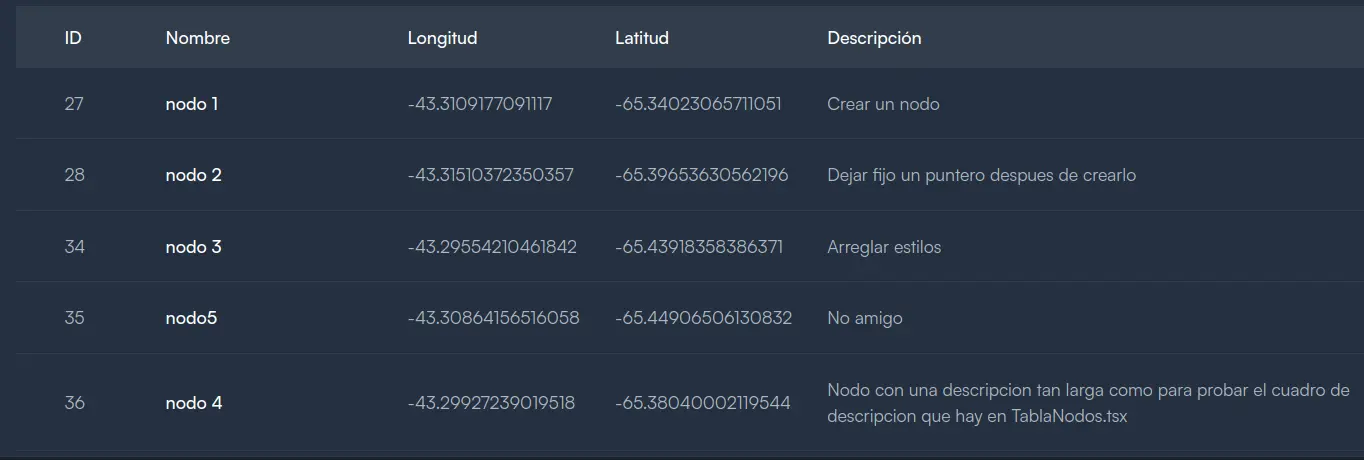 ID Nombre Longitud Latitud Descripción
27 nodo 1 -43.3109177091117 -65.34023065711051 Crear un nodo
28 nodo 2 -43.31510372350357 -65.39653630562196 Dejar fijo un puntero despues de crearlo
34 nodo 3 -43.29554210461842 -65.43918358386371 Arreglar estilos
35 nodo5 -43.30864156516058 -65.44906506130832 No amigo
36 nodo 4 -43.29927239019518 -65.38040002119544 Nodo con una descripcion tan larga como para probar el cuadro de
descripcion que hay en TablaNodos.tsx